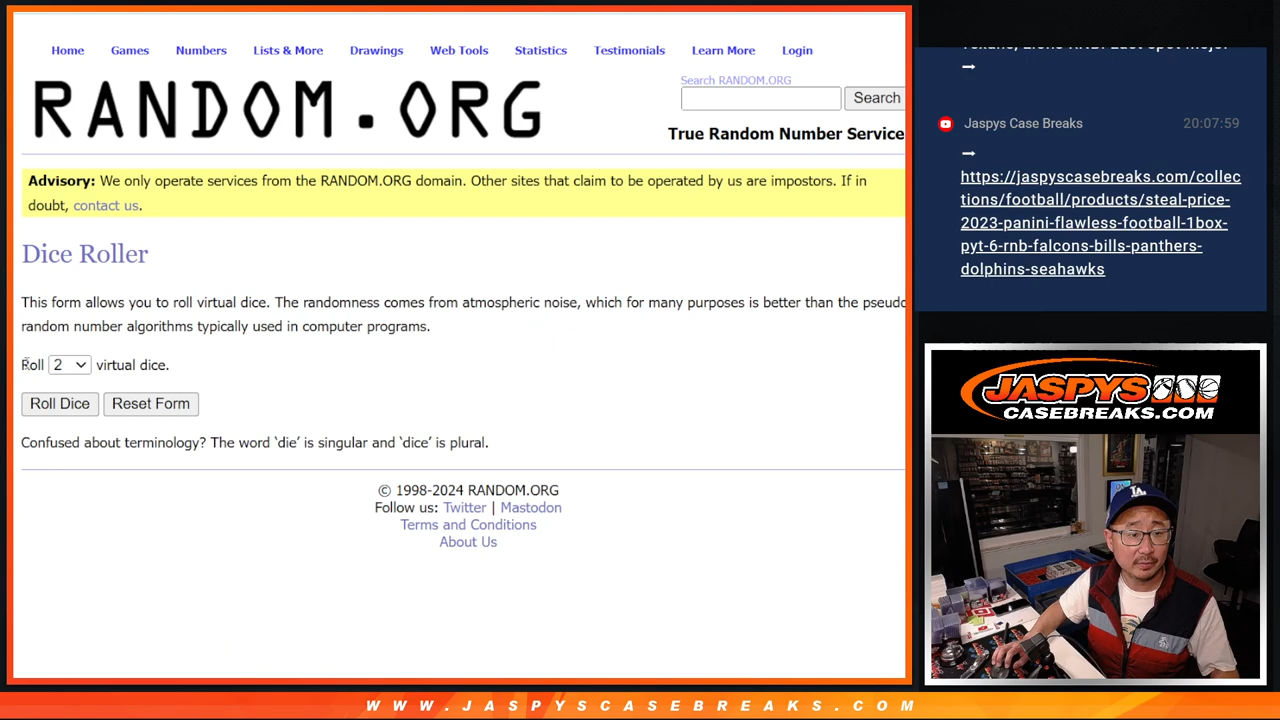 Home Games Numbers Lists & More Drawings Web Tools Statistics Testimonials Learn More Login
RANDOM.ORG
Search RANDOM.ORG
Search
True Random Number Service
Advisory: We only operate services from the RANDOM.ORG domain. Other sites that claim to be operated by us are impostors. If in
doubt, contact us.
Dice Roller
This form allows you to roll virtual dice. The randomness comes from atmospheric noise, which for many purposes is better than the pseudo
random number algorithms typically used in computer programs.
Roll 2 virtual dice.
Roll Dice Reset Form
Confused about terminology? The word ‘die’ is singular and ‘dice’ is plural.
© 1998-2024 RANDOM.ORG
Follow us: Twitter | Mastodon
Terms and Conditions
About Us
→
Jaspys Case Breaks 20:07:59
→
https://jaspyscasebreaks.com/collec
tions/football/products/steal-price-
2023-panini-flawless-football-1box-
pyt-6-rnb-falcons-bills-panthers-
dolphins-seahawks
JASPYS
CASEBREAKS.COM
LA
WWW.JASPYSCASEBREAKS.COM